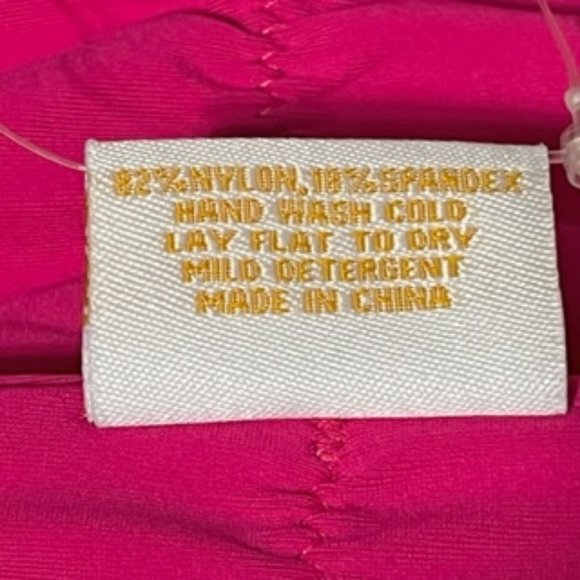 82%NYLON,18%SPANDEX
HAND WASH COLD
LAY FLAT TO DRY
MILD DETERGENT
MADE IN CHINA